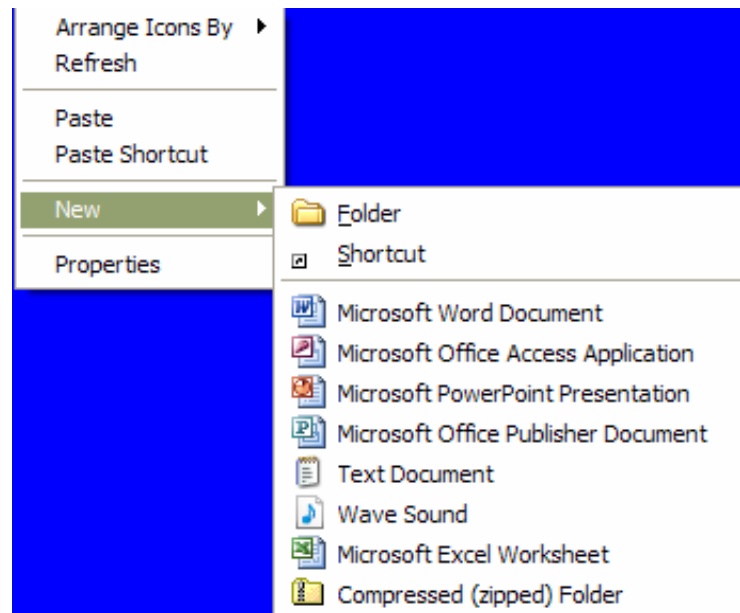 Arrange Icons By
Refresh
Paste
Paste Shortcut
New
Properties
Folder
Shortcut
Microsoft Word Document
Microsoft Office Access Application
Microsoft PowerPoint Presentation
Microsoft Office Publisher Document
Text Document
Wave Sound
Microsoft Excel Worksheet
Compressed (zipped) Folder